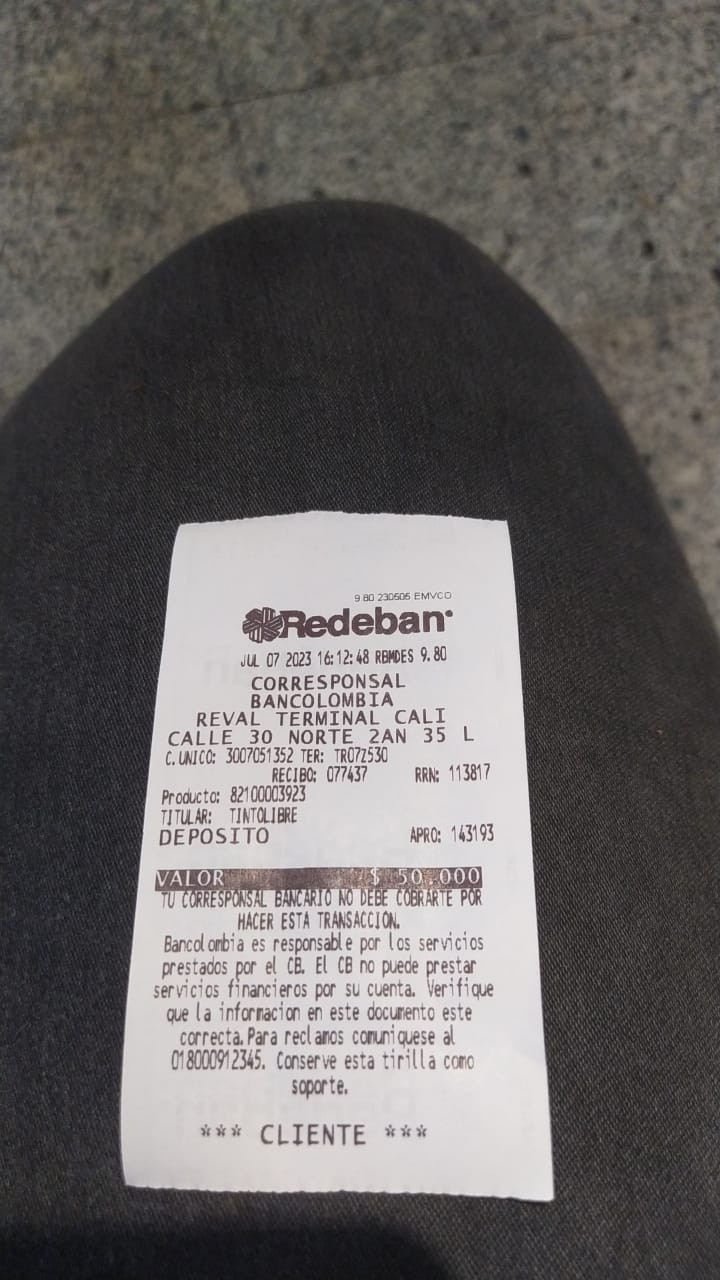 9.80 230505 EMVCO
Redeban
JUL 07 2023 16:12:48 RBMDES 9.80
CORRESPONSAL
BANCOLOMBIA
REVAL TERMINAL CALI
CALLE 30 NORTE 2AN 35 L
C.UNICO: 3007051352 TER: TR07Z530
RECIBO: 077437 RRN: 113817
Producto: 82100003923
TITULAR: TINTOLIBRE
DEPOSITO APRO: 143193
VALOR $ 50.000
TU CORRESPONSAL BANCARIO NO DEBE COBRARTE POR
HACER ESTA TRANSACCION.
Bancolombia es responsable por los servicios
prestados por el CB. El CB no puede prestar
servicios financieros por su cuenta. Verifique
que la informacion en este documento este
correcta. Para reclamos comuniquese al
018000912345. Conserve esta tirilla como
soporte.
*** CLIENTE ***